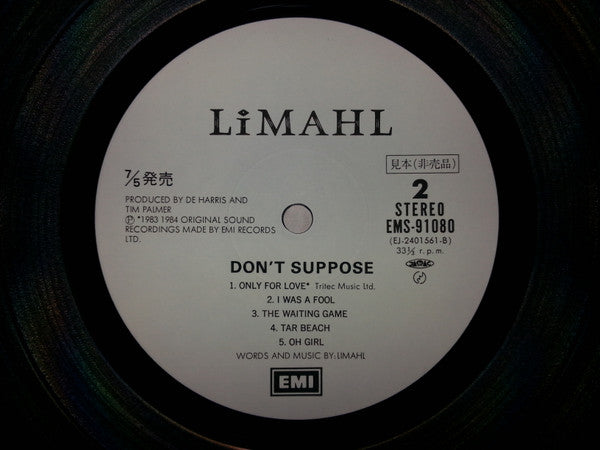 LiMAHL
見本(非売品)
7/5発売
2
STEREO
EMS-91080
(EJ-2401561-B)
33⅓ r.p.m.
PRODUCED BY DE HARRIS AND
TIM PALMER
Ⓟ *1983 1984 ORIGINAL SOUND
RECORDINGS MADE BY EMI RECORDS
LTD.
DON'T SUPPOSE
1. ONLY FOR LOVE* Tritec Music Ltd.
2. I WAS A FOOL
3. THE WAITING GAME
4. TAR BEACH
5. OH GIRL
WORDS AND MUSIC BY: LIMAHL
EMI